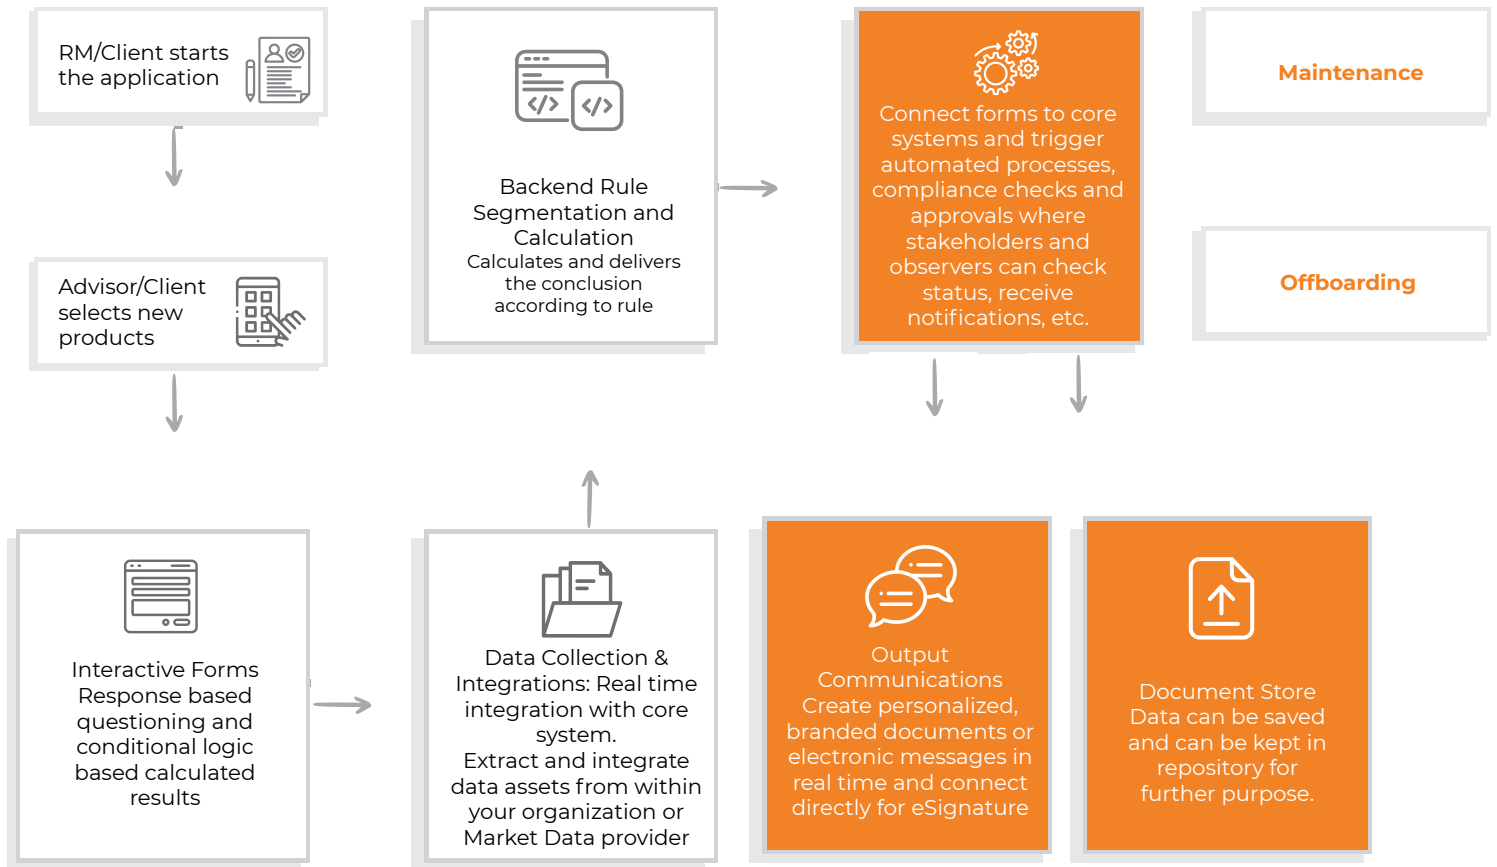 RM/Client starts
the application
Advisor/Client
selects new
products
Interactive Forms
Response based
questioning and
conditional logic
based calculated
results
Data Collection &
Integrations: Real time
integration with core
system.
Extract and integrate
data assets from within
your organization or
Market Data provider
Backend Rule
Segmentation and
Calculation
Calculates and delivers
the conclusion
according to rule
Connect forms to core
systems and trigger
automated processes,
compliance checks and
approvals where
stakeholders and
observers can check
status, receive
notifications, etc.
Output
Communications
Create personalized,
branded documents or
electronic messages in
real time and connect
directly for eSignature
Document Store
Data can be saved
and can be kept in
repository for
further purpose.
Maintenance
Offboarding